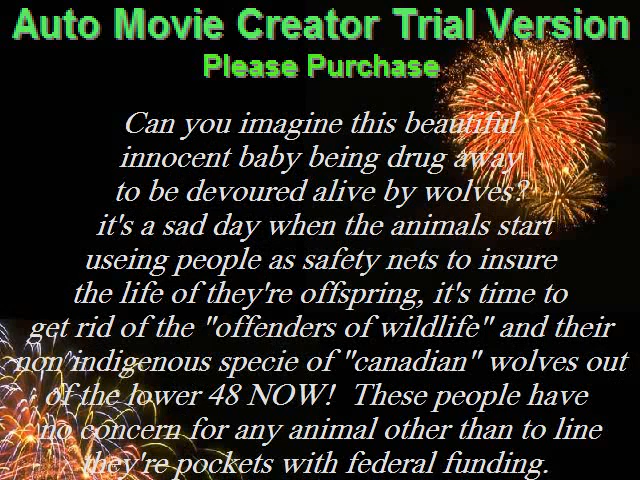 Auto Movie Creator Trial Version
Please Purchase
Can you imagine this beautiful
innocent baby being drug away
to be devoured alive by wolves?
it's a sad day when the animals start
useing people as safety nets to insure
the life of they're offspring, it's time to
get rid of the "offenders of wildlife" and their
non indigenous specie of "canadian" wolves out
of the lower 48 NOW! These people have
no concern for any animal other than to line
they're pockets with federal funding.